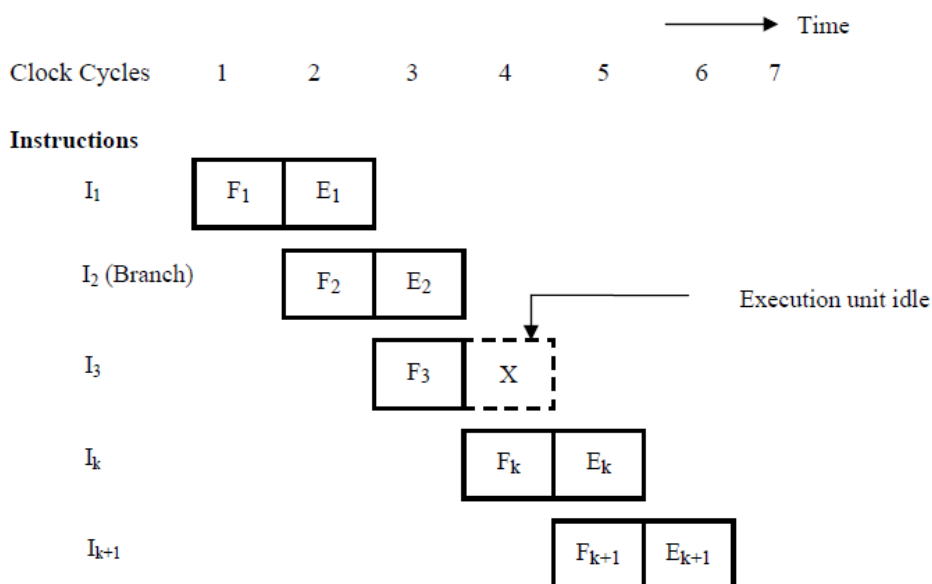 Time
Clock Cycles 1 2 3 4 5 6 7
Instructions
I₁ F₁ E₁
I₂ (Branch) F₂ E₂
Execution unit idle
I₃ F₃ X
Iₖ Fₖ Eₖ
Iₖ₊₁ Fₖ₊₁ Eₖ₊₁